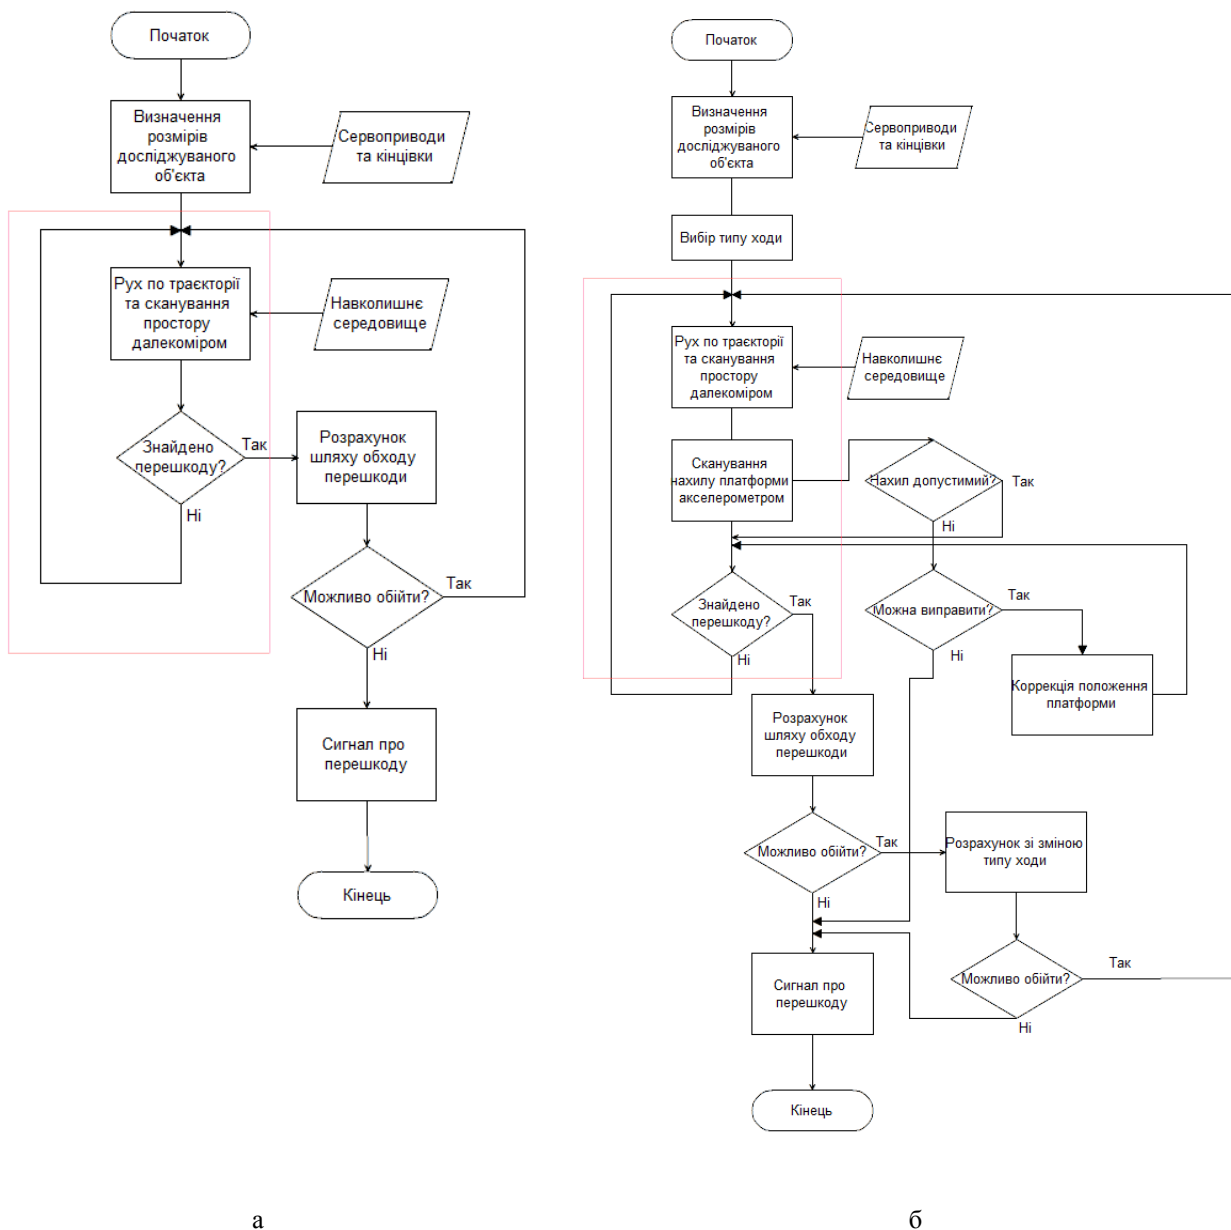 Початок
Визначення
розмірів
досліджуваного
об'єкта
Сервоприводи
та кінцівки
Рух по траєкторії
та сканування
простору
далекоміром
Навколишнє
середовище
Знайдено
перешкоду?
Так
Ні
Розрахунок
шляху обходу
перешкоди
Можливо обійти?
Так
Ні
Сигнал про
перешкоду
Кінець
а
Початок
Визначення
розмірів
досліджуваного
об'єкта
Сервоприводи
та кінцівки
Вибір типу ходи
Рух по траєкторії
та сканування
простору
далекоміром
Навколишнє
середовище
Сканування
нахилу платформи
акселерометром
Нахил допустимий?
Так
Ні
Знайдено
перешкоду?
Так
Ні
Можна виправити?
Так
Ні
Коррекція положення
платформи
Розрахунок
шляху обходу
перешкоди
Можливо обійти?
Так
Ні
Розрахунок зі зміною
типу ходи
Можливо обійти?
Так
Ні
Сигнал про
перешкоду
Кінець
б